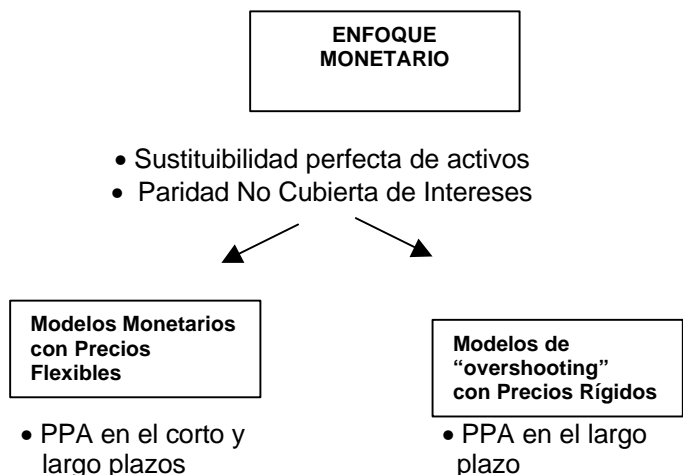 ENFOQUE
MONETARIO
• Sustituibilidad perfecta de activos
• Paridad No Cubierta de Intereses
Modelos Monetarios
con Precios
Flexibles
• PPA en el corto y
largo plazos
Modelos de
“overshooting”
con Precios Rígidos
• PPA en el largo
plazo